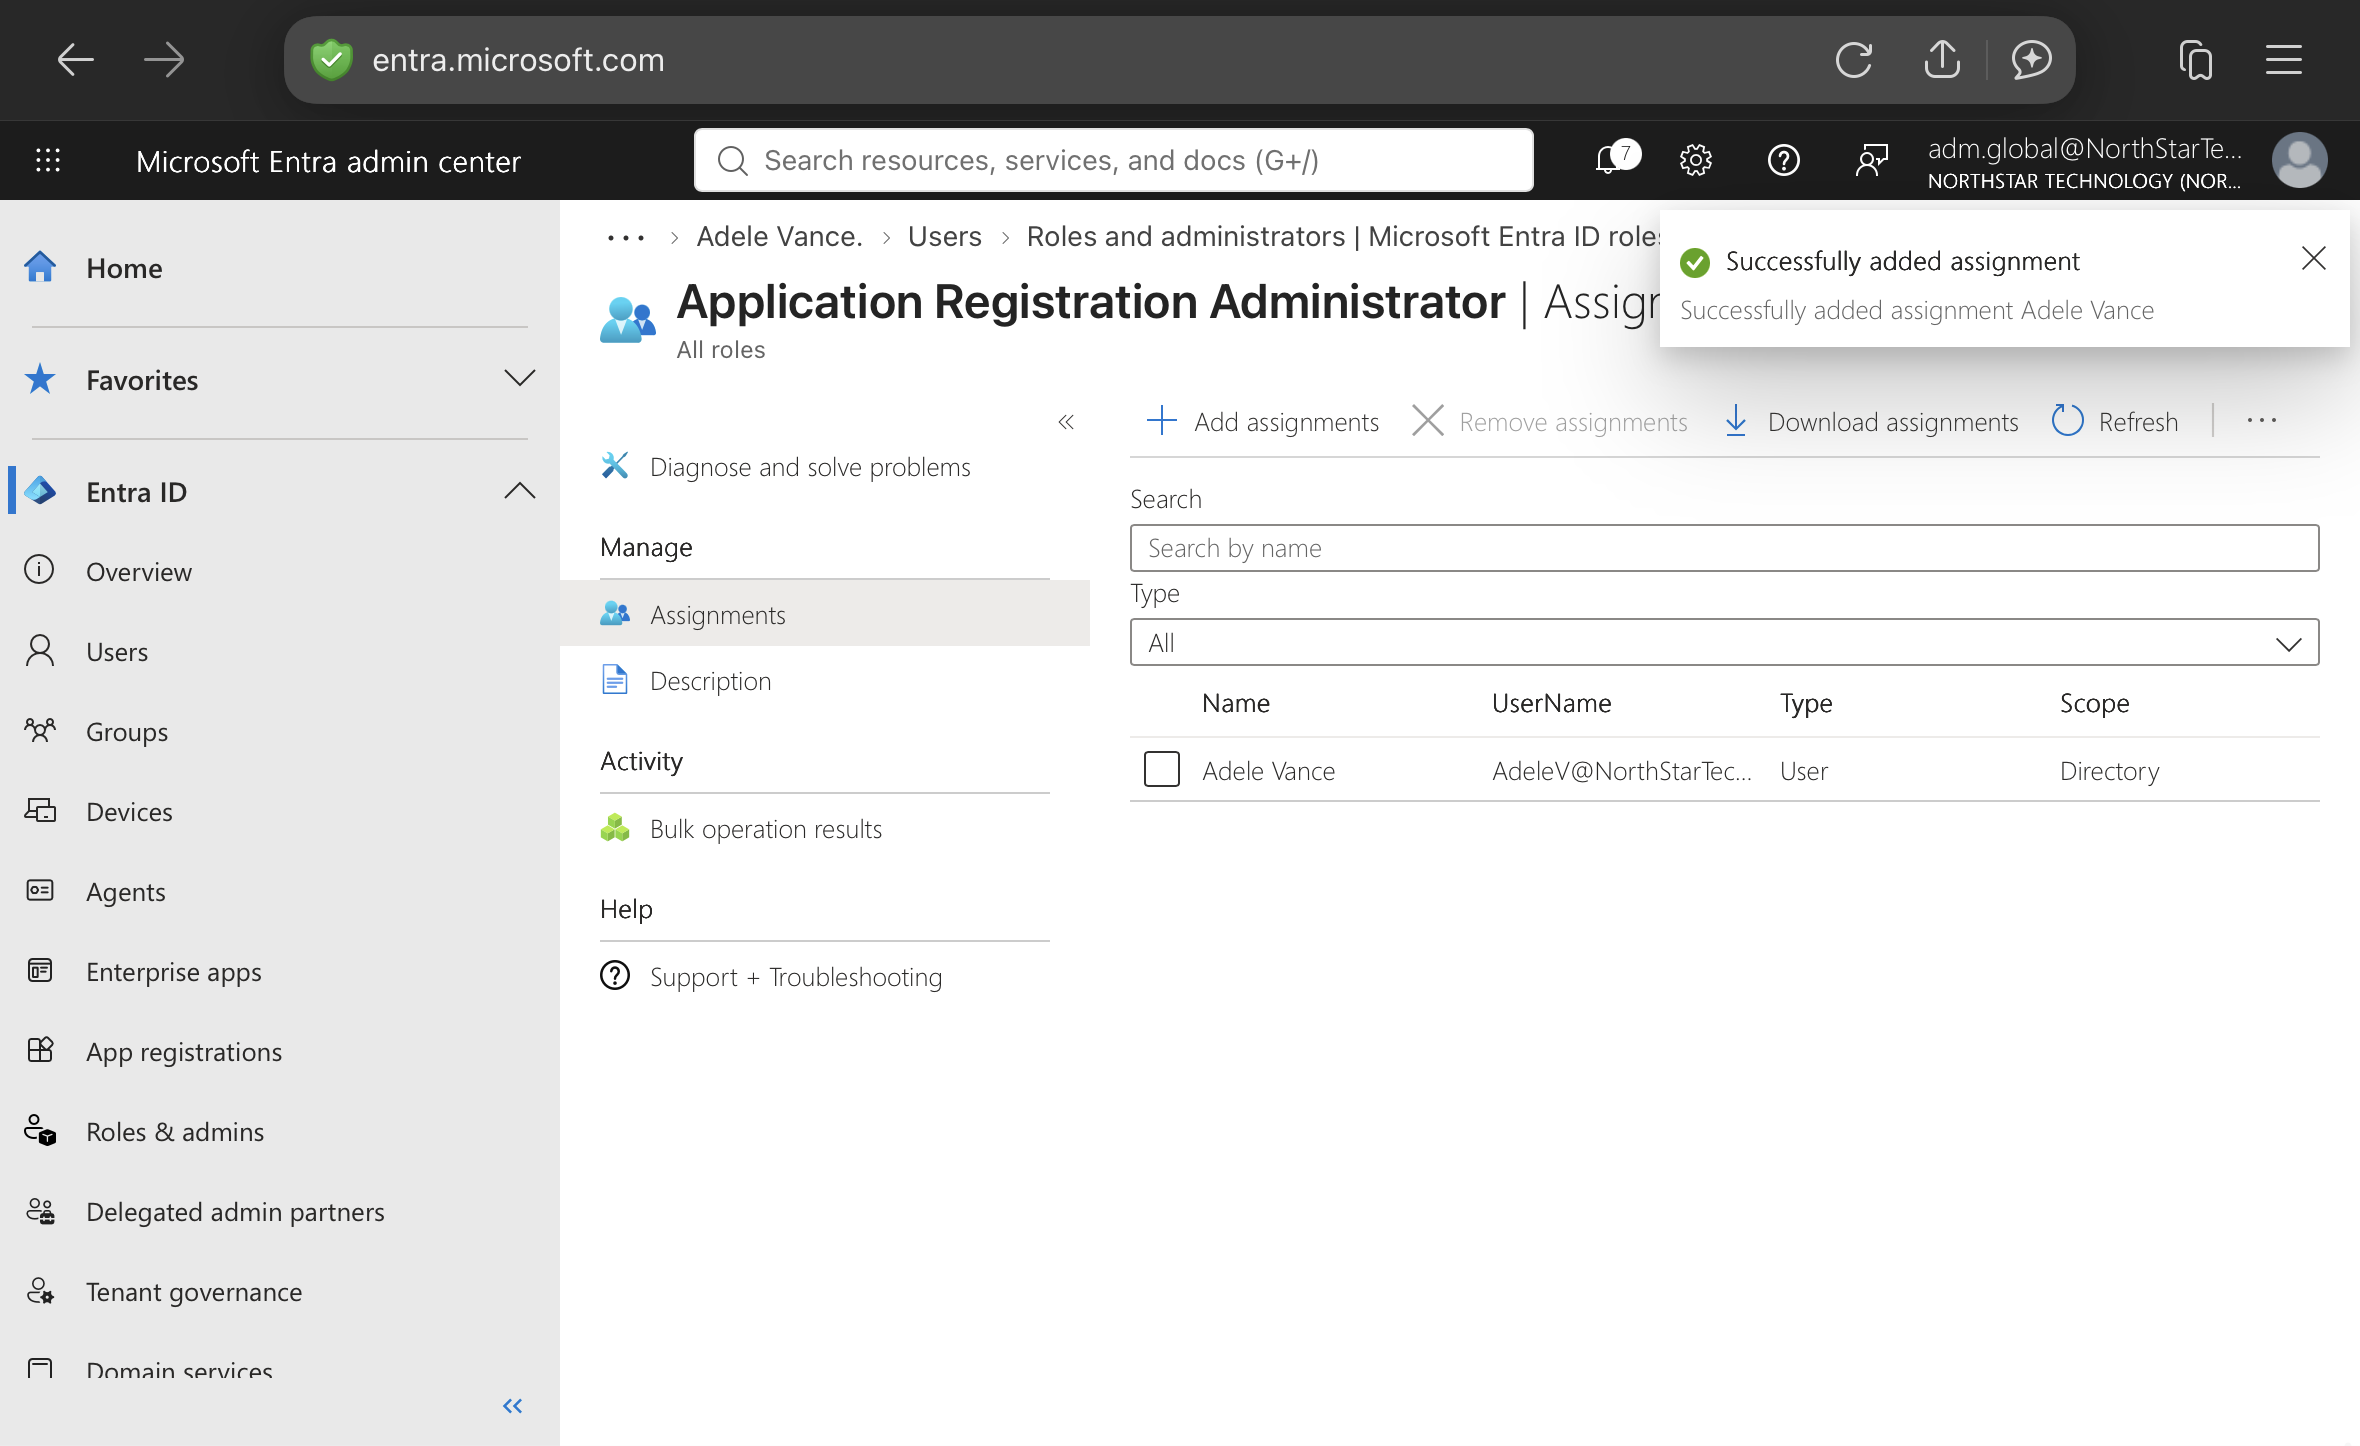 entra.microsoft.com
Microsoft Entra admin center
Search resources, services, and docs (G+/)
7
adm.global@NorthStarTe...
NORTHSTAR TECHNOLOGY (NOR...
Home
Favorites
Entra ID
Overview
Users
Groups
Devices
Agents
Enterprise apps
App registrations
Roles & admins
Delegated admin partners
Tenant governance
Domain services
... > Adele Vance. > Users > Roles and administrators | Microsoft Entra ID roles
Application Registration Administrator | Assign
All roles
Successfully added assignment
Successfully added assignment Adele Vance
Diagnose and solve problems
Manage
Assignments
Description
Activity
Bulk operation results
Help
Support + Troubleshooting
Add assignments Remove assignments Download assignments Refresh ...
Search
Search by name
Type
All
Name UserName Type Scope
Adele Vance AdeleV@NorthStarTec... User Directory